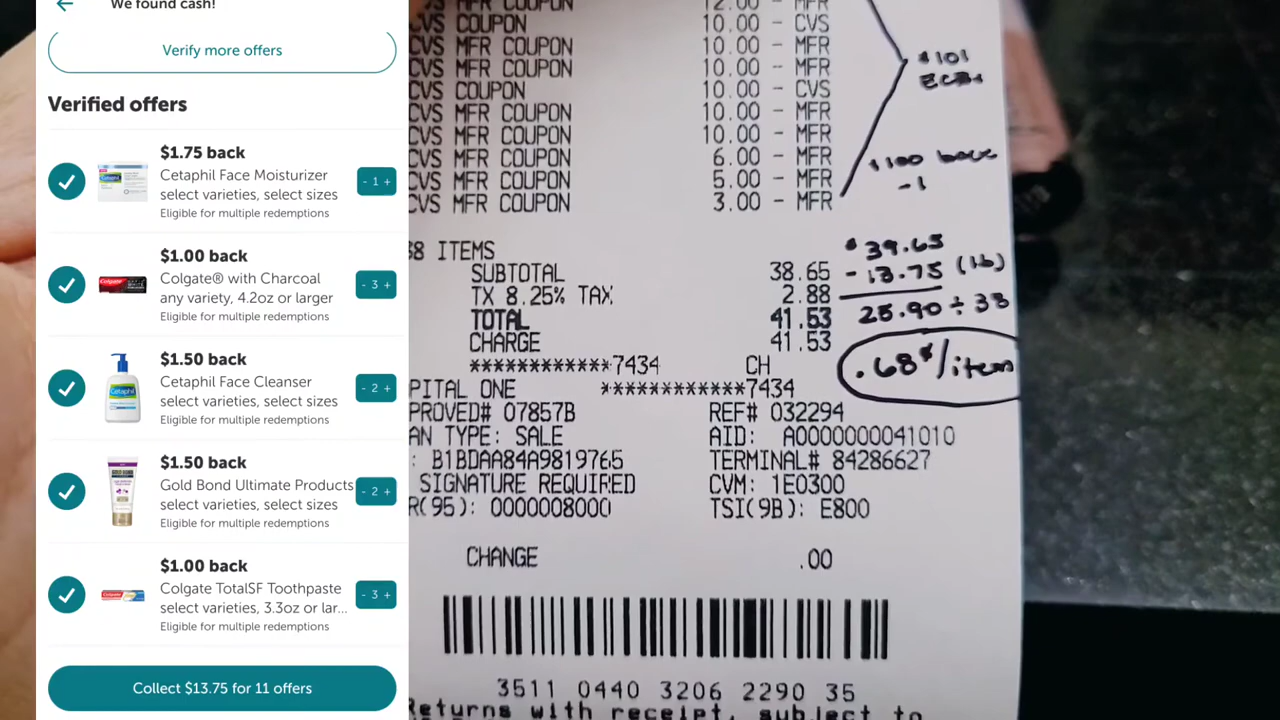 We found cash!
Verify more offers
Verified offers
$1.75 back
Cetaphil Face Moisturizer
select varieties, select sizes
Eligible for multiple redemptions
- 1 +
$1.00 back
Colgate® with Charcoal
any variety, 4.2oz or larger
Eligible for multiple redemptions
- 3 +
$1.50 back
Cetaphil Face Cleanser
select varieties, select sizes
Eligible for multiple redemptions
- 2 +
$1.50 back
Gold Bond Ultimate Products
select varieties, select sizes
Eligible for multiple redemptions
- 2 +
$1.00 back
Colgate TotalSF Toothpaste
select varieties, 3.3oz or lar...
Eligible for multiple redemptions
- 3 +
Collect $13.75 for 11 offers
MFR COUPON 12.00 - MFR
CVS COUPON 10.00 - CVS
CVS MFR COUPON 10.00 - MFR
CVS MFR COUPON 10.00 - MFR
CVS COUPON 10.00 - CVS
CVS MFR COUPON 10.00 - MFR
CVS MFR COUPON 10.00 - MFR
CVS MFR COUPON 6.00 - MFR
CVS MFR COUPON 5.00 - MFR
CVS MFR COUPON 3.00 - MFR
$101
ECBs
$100 back
-1
38 ITEMS
SUBTOTAL 38.65
TX 8.25% TAX 2.88
TOTAL 41.53
CHARGE 41.53
************7434 CH
PITAL ONE ************7434
PROVED# 07857B REF# 032294
AN TYPE: SALE AID: A0000000041010
: B1BDAA84A9819765 TERMINAL# 84286627
SIGNATURE REQUIRED CVM: 1E0300
R(95): 0000008000 TSI(9B): E800
CHANGE .00
$39.65
- 13.75 (Ib)
25.90 ÷ 38
.68¢/item
3511 0440 3206 2290 35
Returns with receipt, subject to